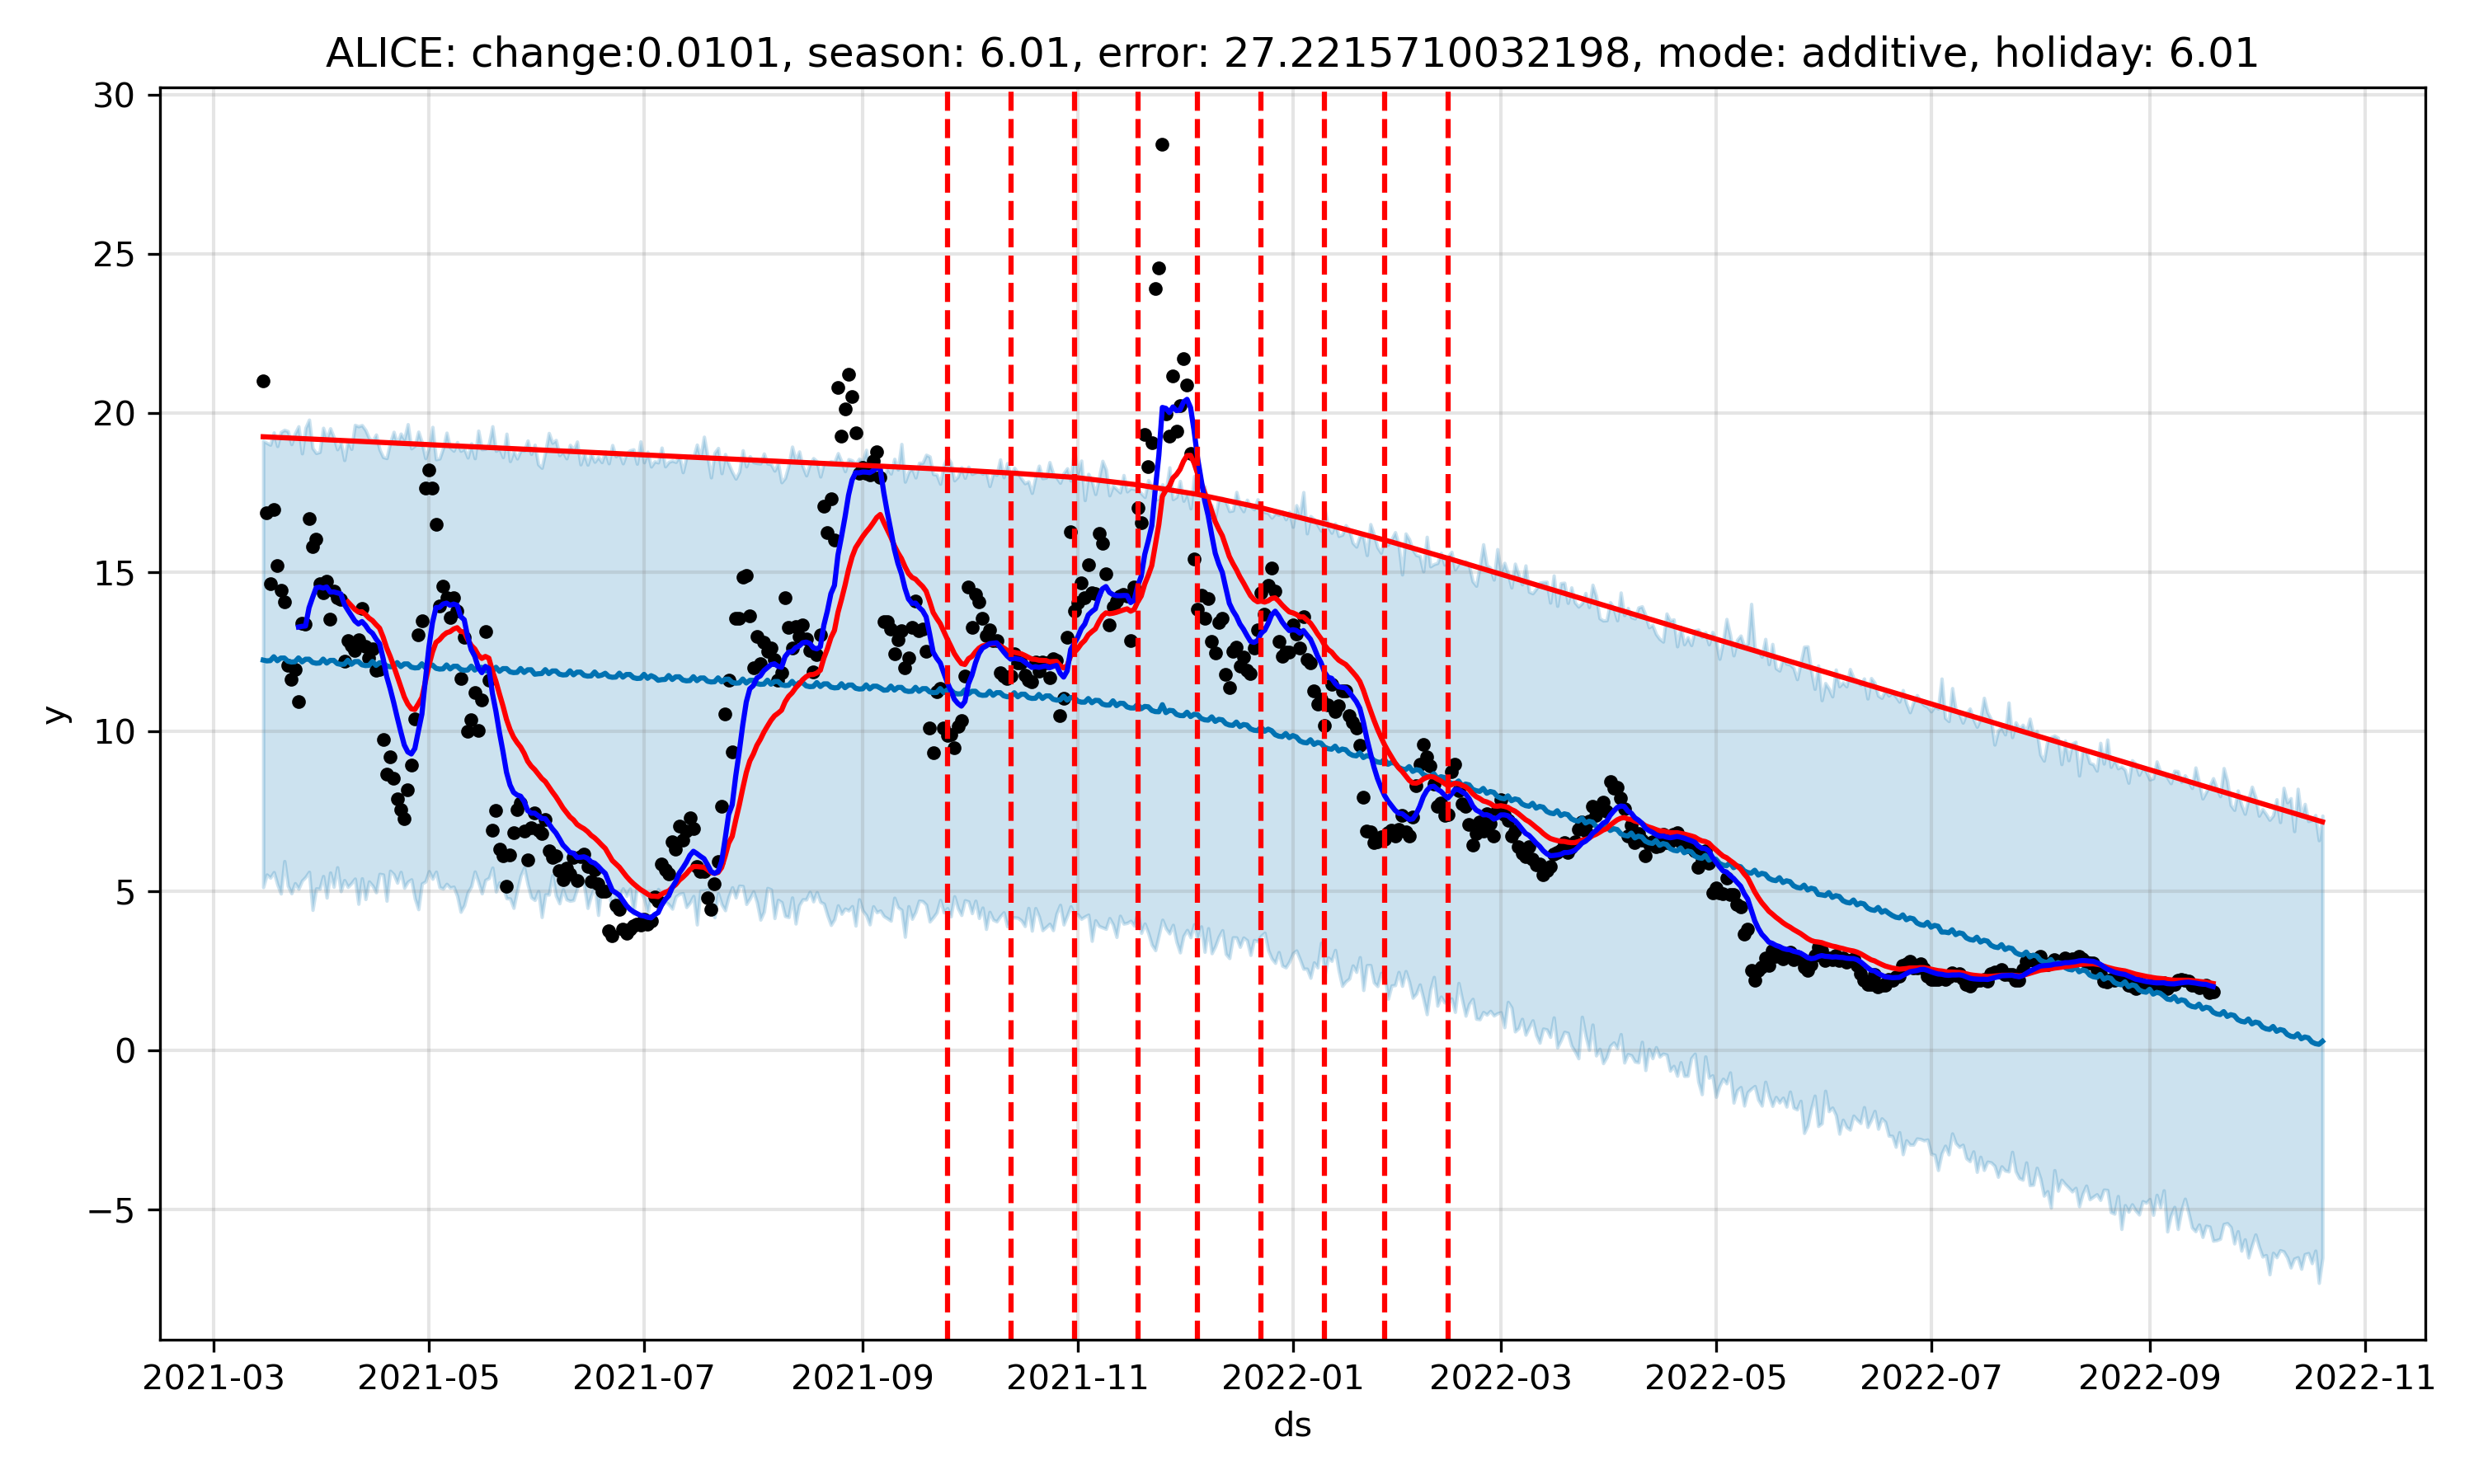 ALICE: change:0.0101, season: 6.01, error: 27.2215710032198, mode: additive, holiday: 6.01
30
25
20
15
10
5
0
−5
y
2021-03 2021-05 2021-07 2021-09 2021-11 2022-01 2022-03 2022-05 2022-07 2022-09 2022-11
ds